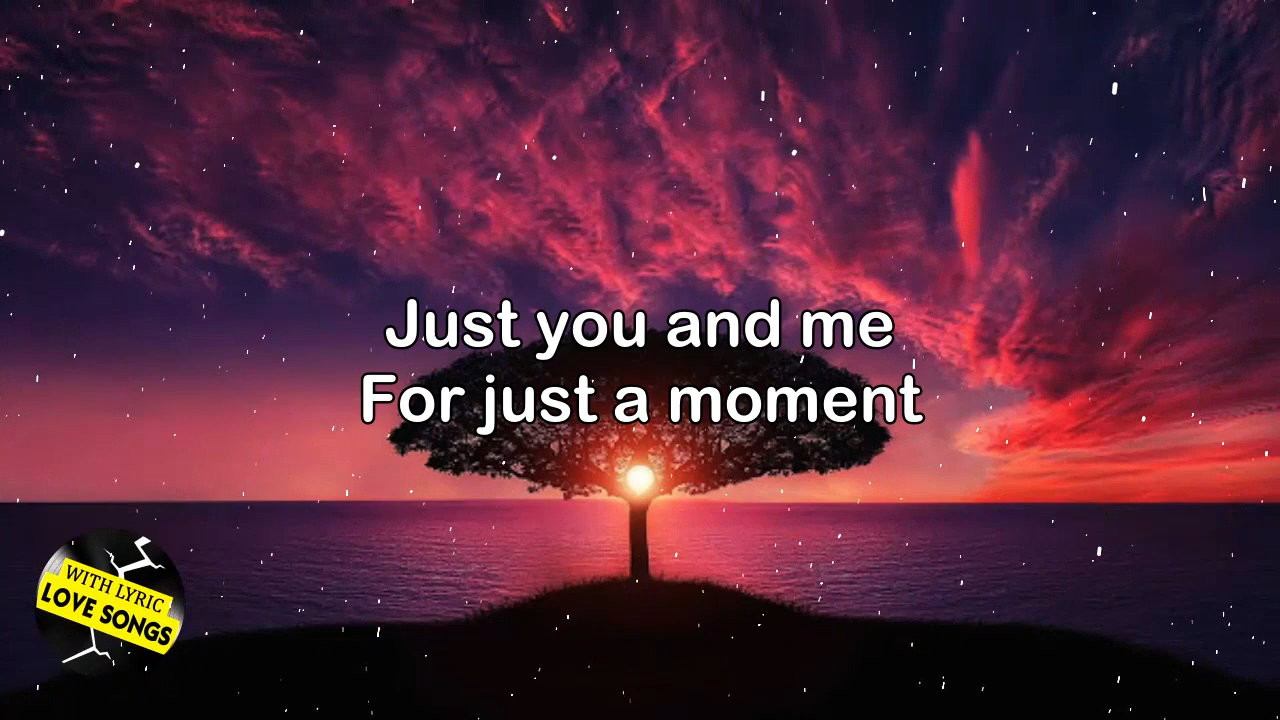 Just you and me
For just a moment
WITH LYRIC
LOVE SONGS